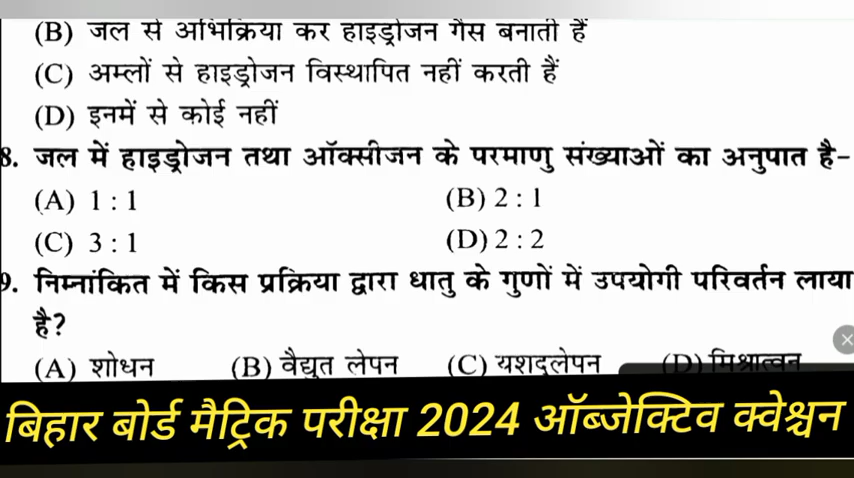 (B) जल से अभिक्रिया कर हाइड्रोजन गैस बनाती हैं
(C) अम्लों से हाइड्रोजन विस्थापित नहीं करती हैं
(D) इनमें से कोई नहीं
8. जल में हाइड्रोजन तथा ऑक्सीजन के परमाणु संख्याओं का अनुपात है-
(A) 1 : 1 (B) 2 : 1
(C) 3 : 1 (D) 2 : 2
9. निम्नांकित में किस प्रक्रिया द्वारा धातु के गुणों में उपयोगी परिवर्तन लाया
है?
(A) शोधन (B) वैद्युत लेपन (C) यशदलेपन (D) मिश्रात्वन
बिहार बोर्ड मैट्रिक परीक्षा 2024 ऑब्जेक्टिव क्वेश्चन